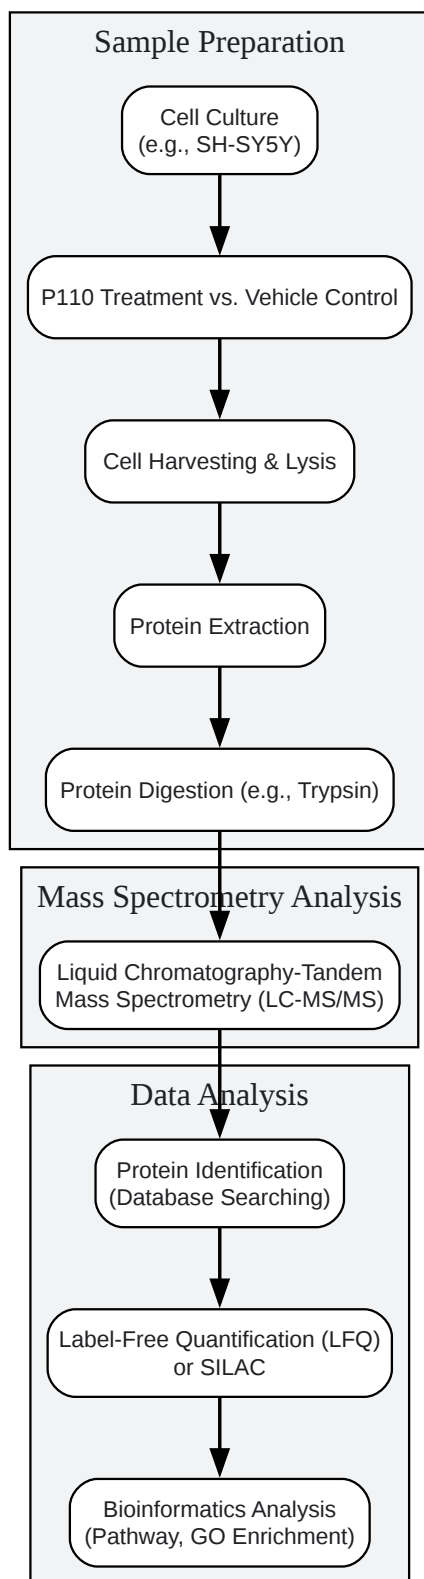 Sample Preparation
Cell Culture
(e.g., SH-SY5Y)
P110 Treatment vs. Vehicle Control
Cell Harvesting & Lysis
Protein Extraction
Protein Digestion (e.g., Trypsin)
Mass Spectrometry Analysis
Liquid Chromatography-Tandem
Mass Spectrometry (LC-MS/MS)
Data Analysis
Protein Identification
(Database Searching)
Label-Free Quantification (LFQ)
or SILAC
Bioinformatics Analysis
(Pathway, GO Enrichment)